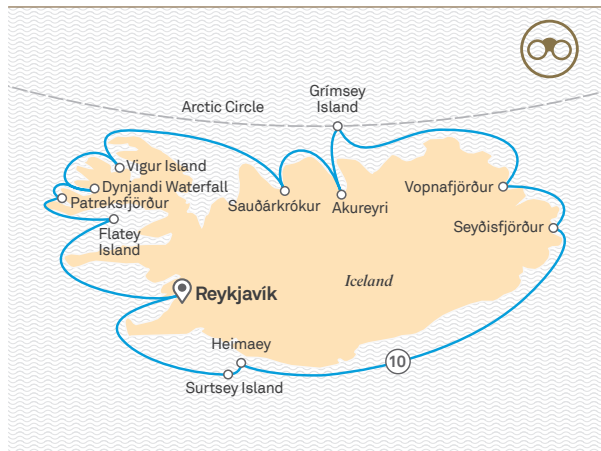 Grímsey
Island
Arctic Circle
Vigur Island
Dynjandi Waterfall
Patreksfjörður
Sauðárkrókur
Akureyri
Vopnafjörður
Flatey
Island
Seyðisfjörður
Iceland
Reykjavík
Heimaey
10
Surtsey Island